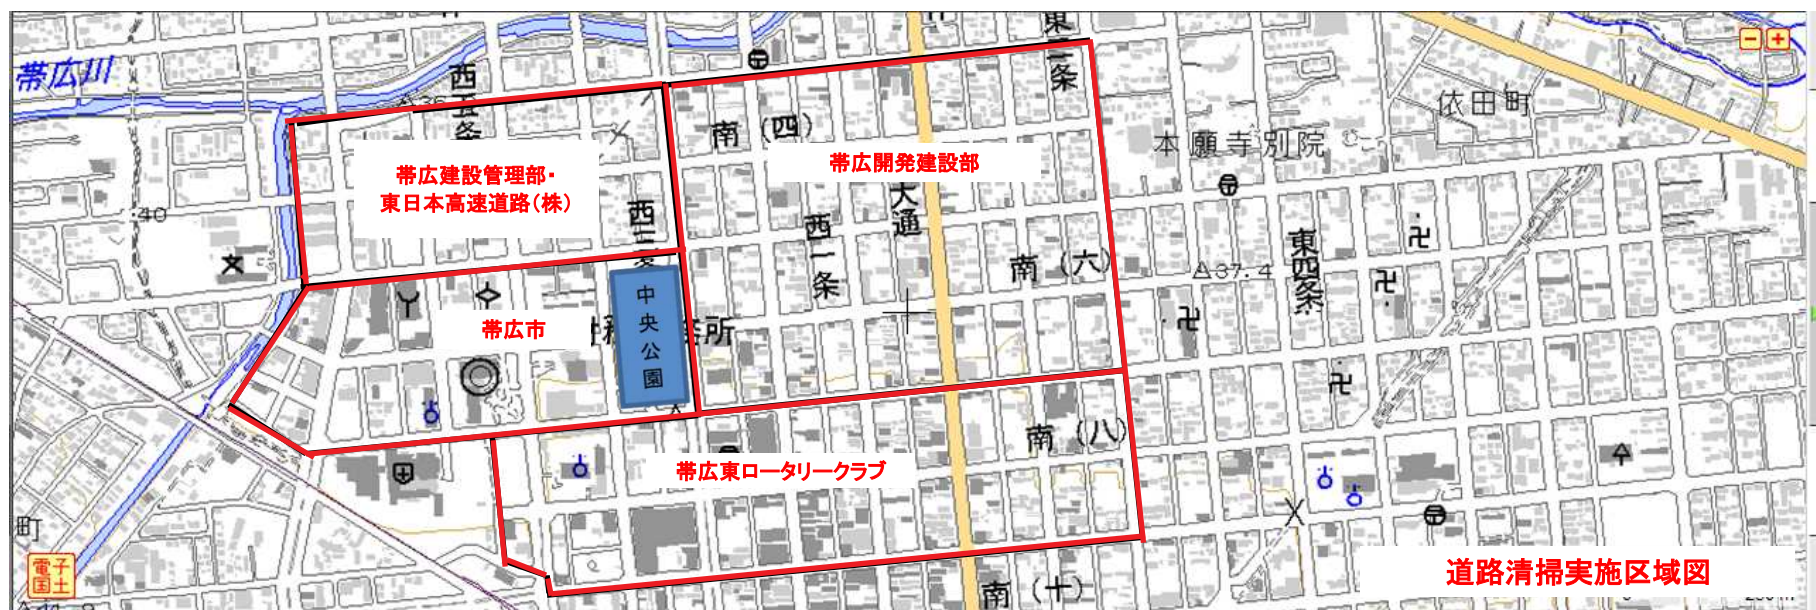 帯広川
西五条
東二条
依田町
南(四)
本願寺別院
帯広建設管理部・
東日本高速道路(株)
帯広開発建設部
大通
西一条
南(六)
37.4
東四条
40
帯広市
中央公園
南(八)
帯広東ロータリークラブ
町
電子
国土
南(十)
道路清掃実施区域図